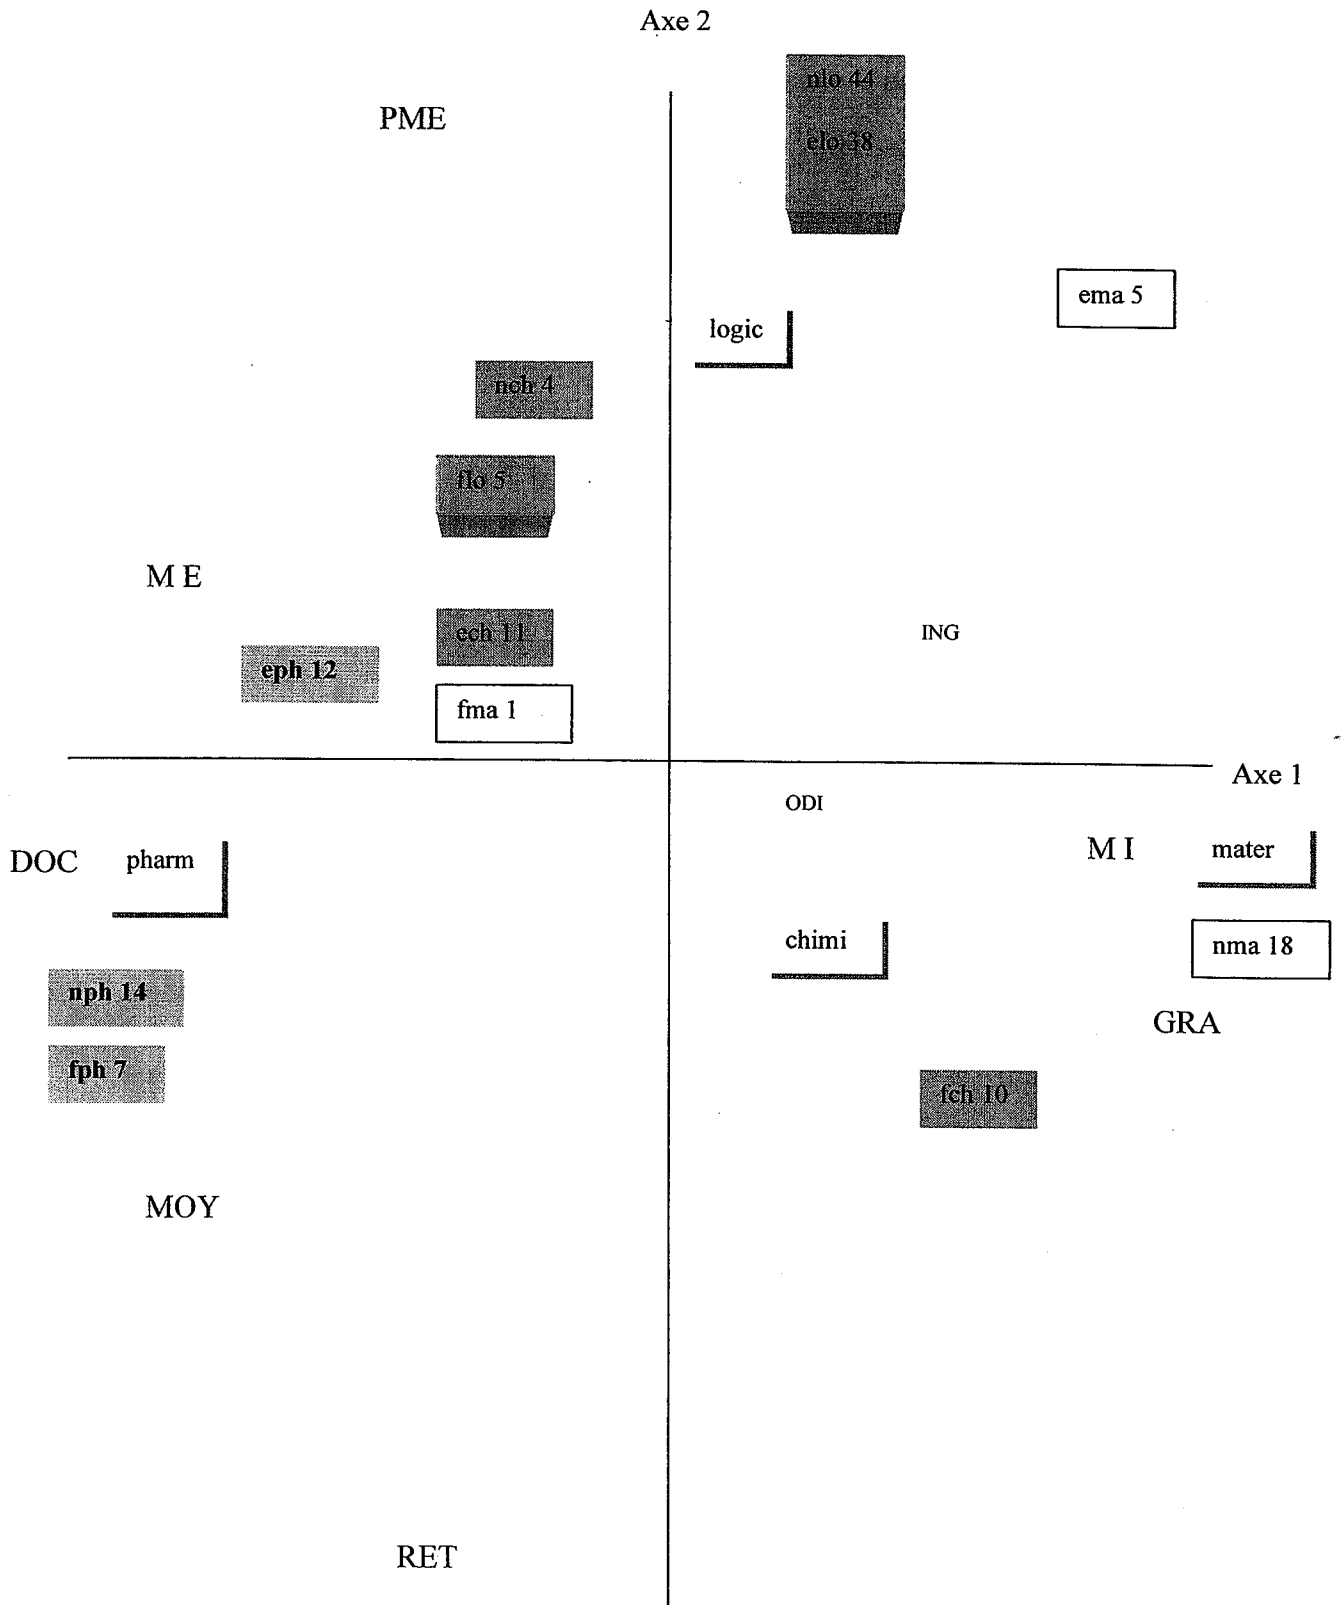 Axe 2
nlo 44
PME
elo 38
ema 5
logic
nch 4
flo 5
M E
ech 11
ING
eph 12
fma 1
Axe 1
ODI
DOC
pharm
M I
mater
chimi
nma 18
nph 14
GRA
fph 7
fch 10
MOY
RET